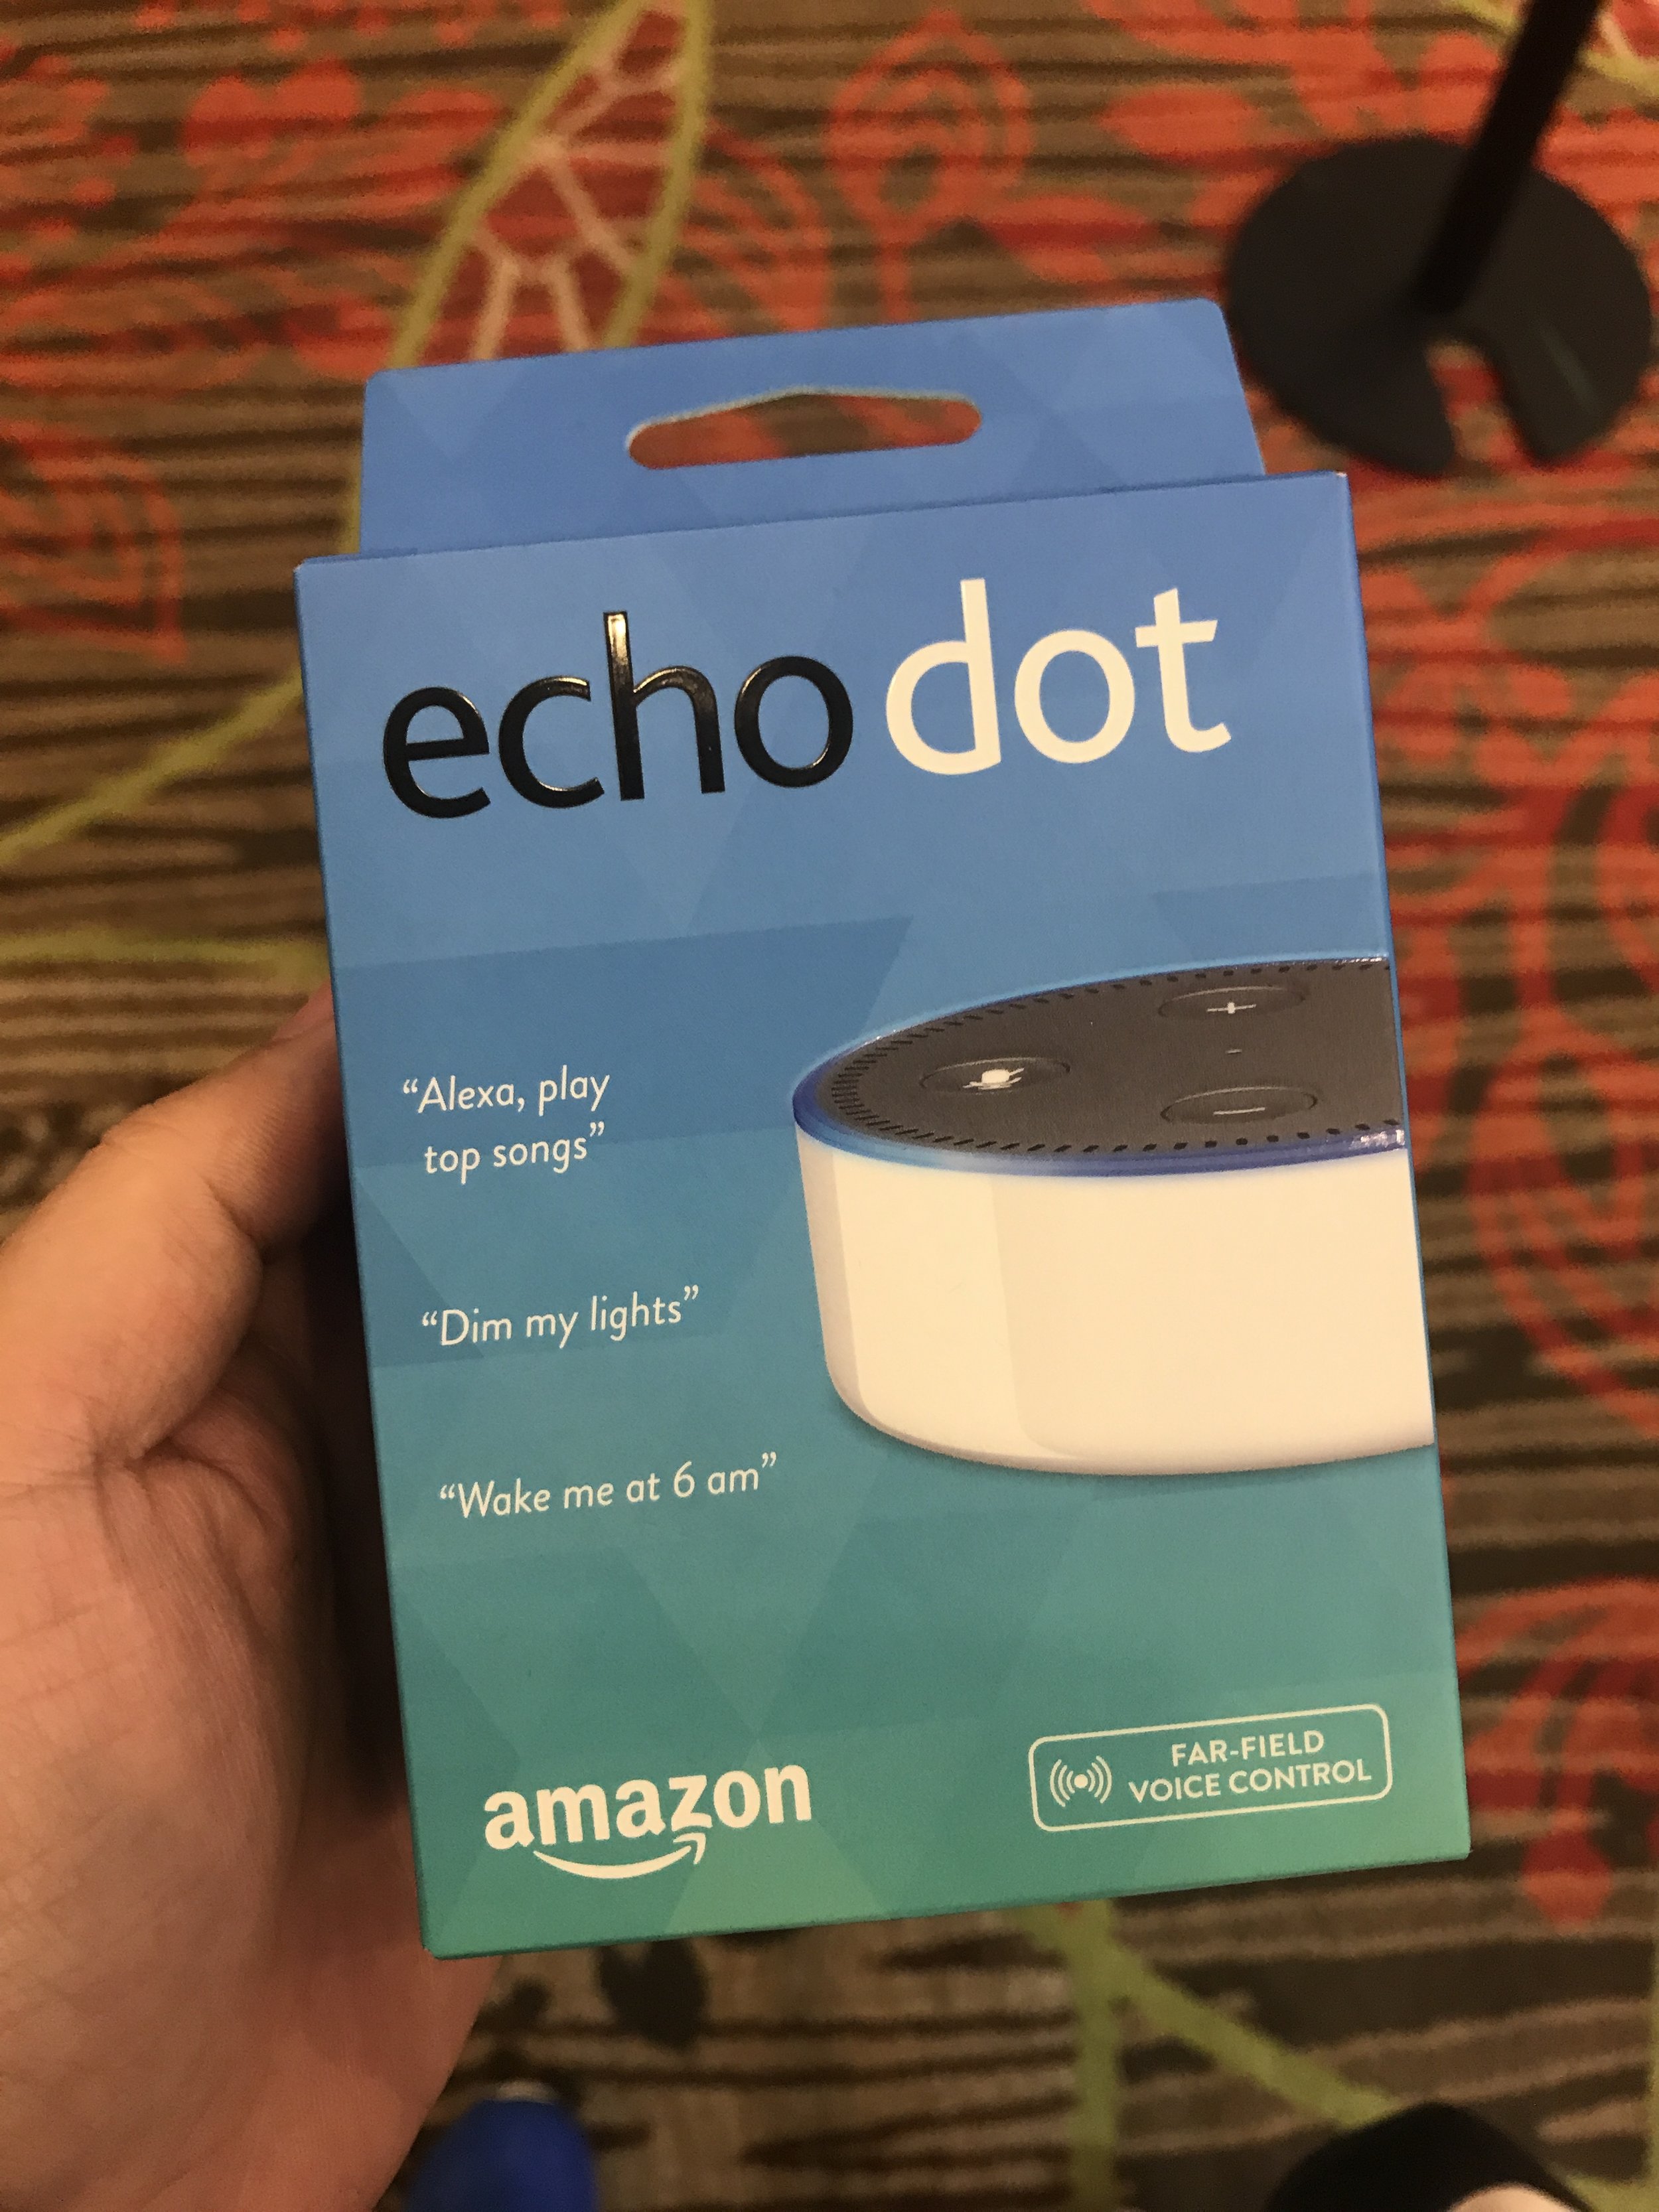 echo dot
“Alexa, play
top songs”
“Dim my lights”
“Wake me at 6 am”
amazon
FAR-FIELD
VOICE CONTROL